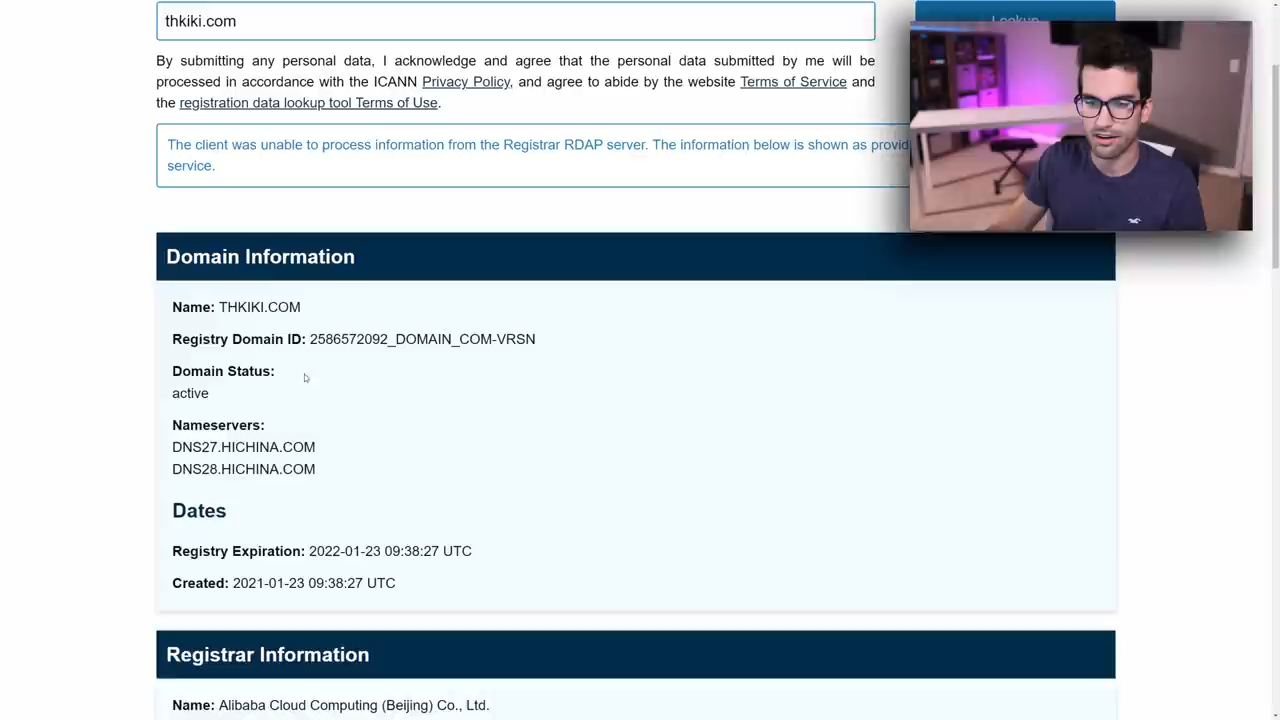 thkiki.com
Lookup
By submitting any personal data, I acknowledge and agree that the personal data submitted by me will be
processed in accordance with the ICANN Privacy Policy, and agree to abide by the website Terms of Service and
the registration data lookup tool Terms of Use.
The client was unable to process information from the Registrar RDAP server. The information below is shown as
service.
Domain Information
Name: THKIKI.COM
Registry Domain ID: 2586572092_DOMAIN_COM-VRSN
Domain Status:
active
Nameservers:
DNS27.HICHINA.COM
DNS28.HICHINA.COM
Dates
Registry Expiration: 2022-01-23 09:38:27 UTC
Created: 2021-01-23 09:38:27 UTC
Registrar Information
Name: Alibaba Cloud Computing (Beijing) Co., Ltd.